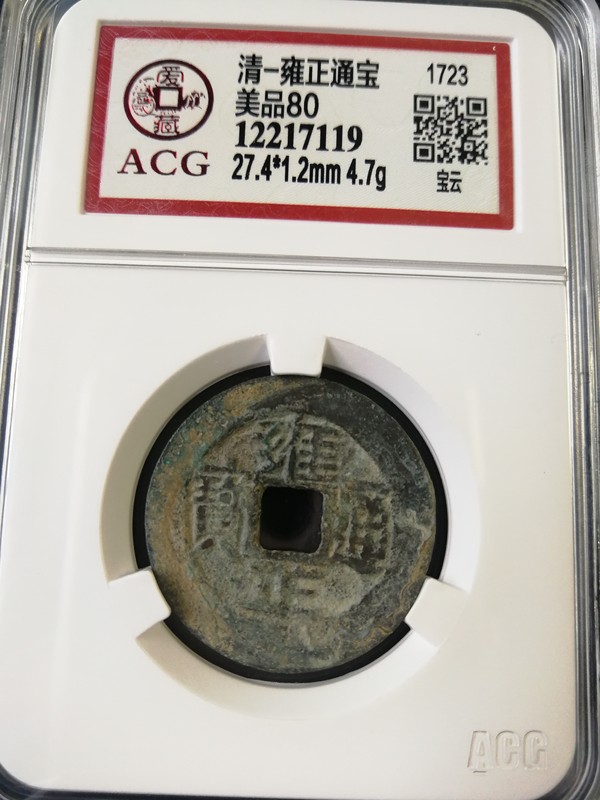 清-雍正通宝
1723
美品80
12217119
27.4*1.2mm 4.7g
宝云
爱
藏
ACG
雍正通寶
ACG